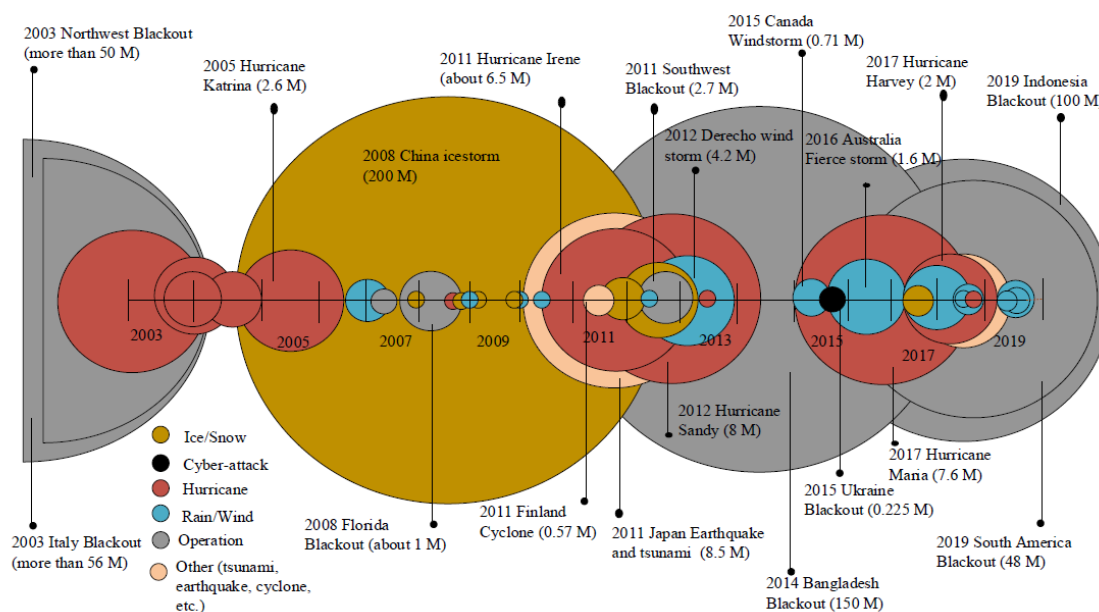 2003 Northwest Blackout
(more than 50 M)
2005 Hurricane
Katrina (2.6 M)
2011 Hurricane Irene
(about 6.5 M)
2011 Southwest
Blackout (2.7 M)
2015 Canada
Windstorm (0.71 M)
2017 Hurricane
Harvey (2 M)
2019 Indonesia
Blackout (100 M
2008 China icestorm
(200 M)
2012 Derecho wind
storm (4.2 M)
2016 Australia
Fierce storm (1.6 M)
2003
2005
2007
2009
2011
2013
2015
2017
2019
Ice/Snow
Cyber-attack
Hurricane
Rain/Wind
Operation
Other (tsunami,
earthquake, cyclone,
etc.)
2003 Italy Blackout
(more than 56 M)
2008 Florida
Blackout (about 1 M)
2011 Finland
Cyclone (0.57 M)
2012 Hurricane
Sandy (8 M)
2011 Japan Earthquake
and tsunami (8.5 M)
2014 Bangladesh
Blackout (150 M)
2015 Ukraine
Blackout (0.225 M)
2017 Hurricane
Maria (7.6 M)
2019 South America
Blackout (48 M)